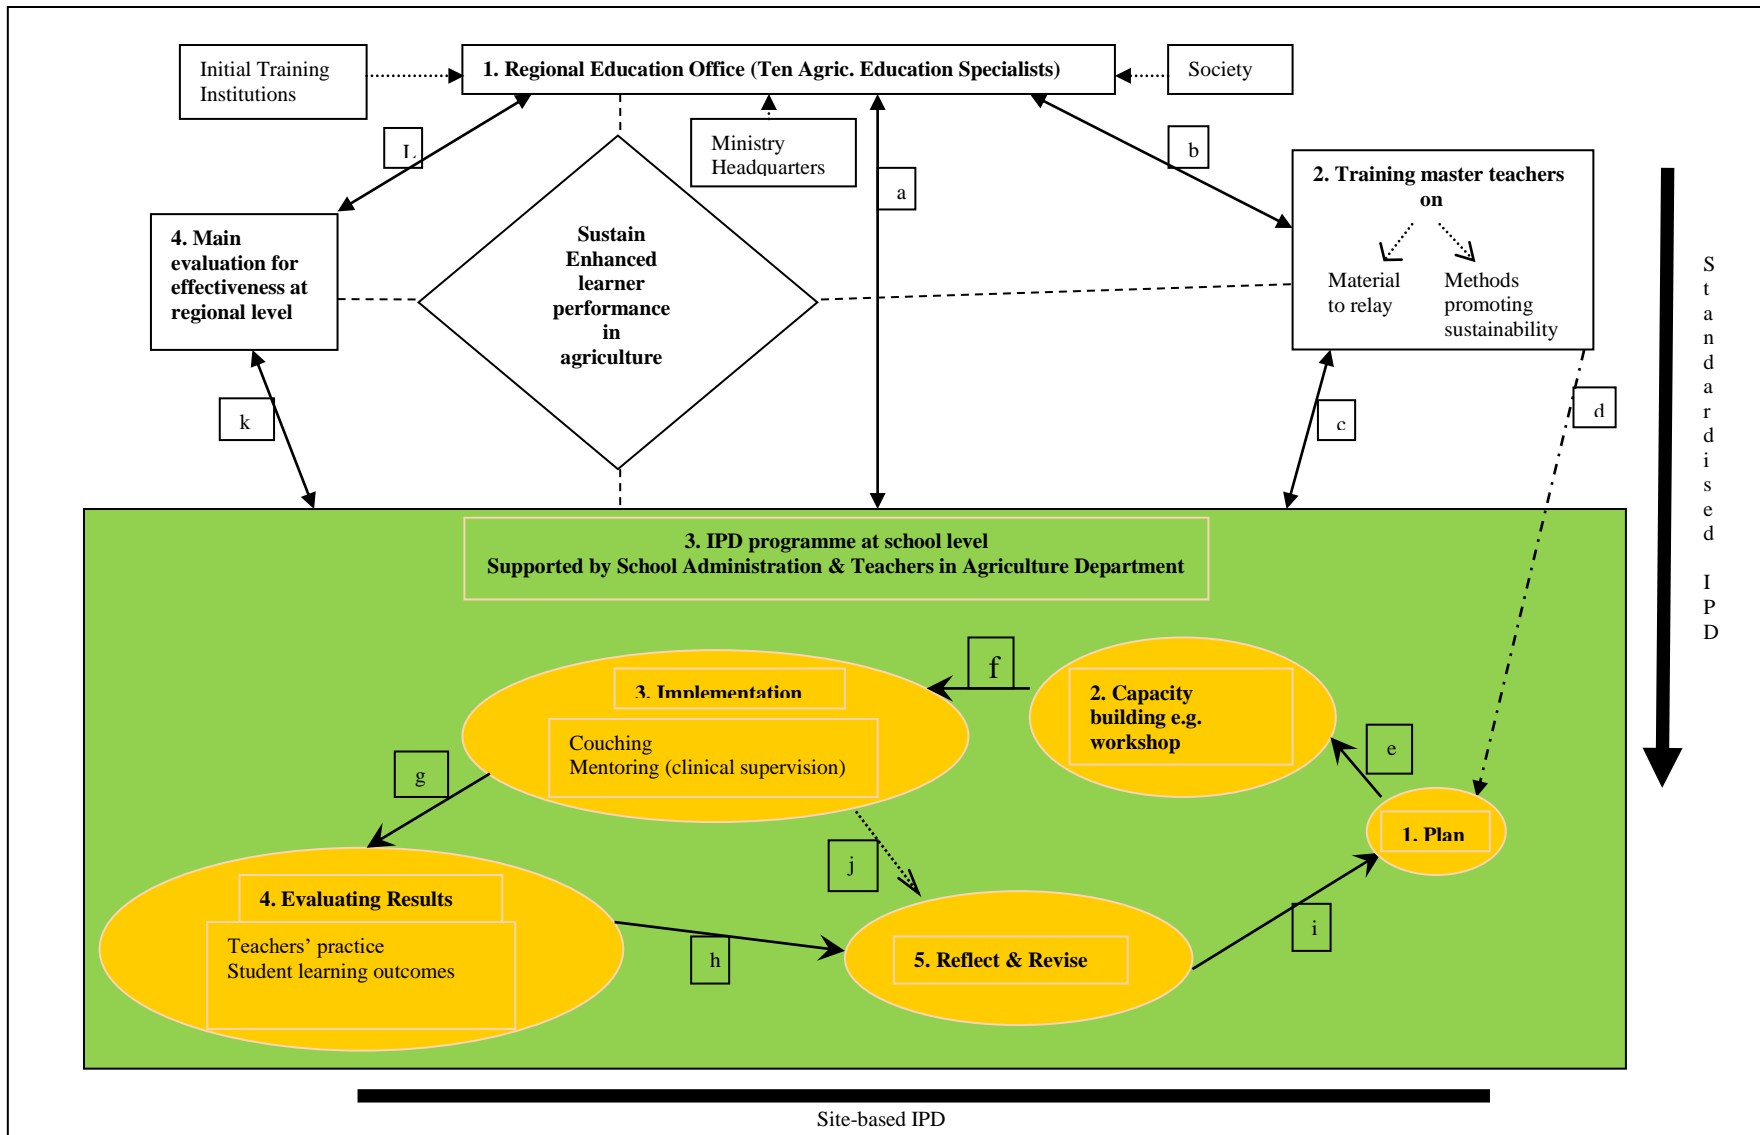 Initial Training
Institutions
1. Regional Education Office (Ten Agric. Education Specialists)
Society
L
Ministry
Headquarters
a
b
2. Training master teachers
on
Material
to relay
Methods
promoting
sustainability
4. Main
evaluation for
effectiveness at
regional level
Sustain
Enhanced
learner
performance
in
agriculture
k
c
d
Standardised IPD
3. IPD programme at school level
Supported by School Administration & Teachers in Agriculture Department
f
3. Implementation
Couching
Mentoring (clinical supervision)
2. Capacity
building e.g.
workshop
e
g
1. Plan
j
4. Evaluating Results
Teachers’ practice
Student learning outcomes
h
5. Reflect & Revise
i
Site-based IPD